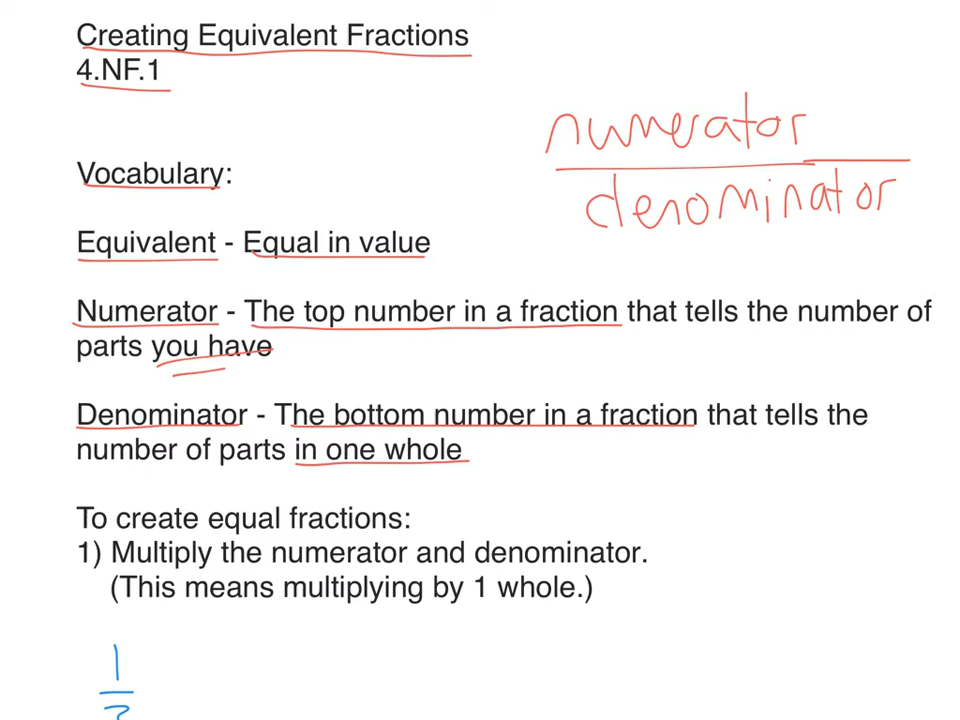 Creating Equivalent Fractions
4.NF.1
numerator
denominator
Vocabulary:
Equivalent - Equal in value
Numerator - The top number in a fraction that tells the number of
parts you have
Denominator - The bottom number in a fraction that tells the
number of parts in one whole
To create equal fractions:
1) Multiply the numerator and denominator.
(This means multiplying by 1 whole.)
1